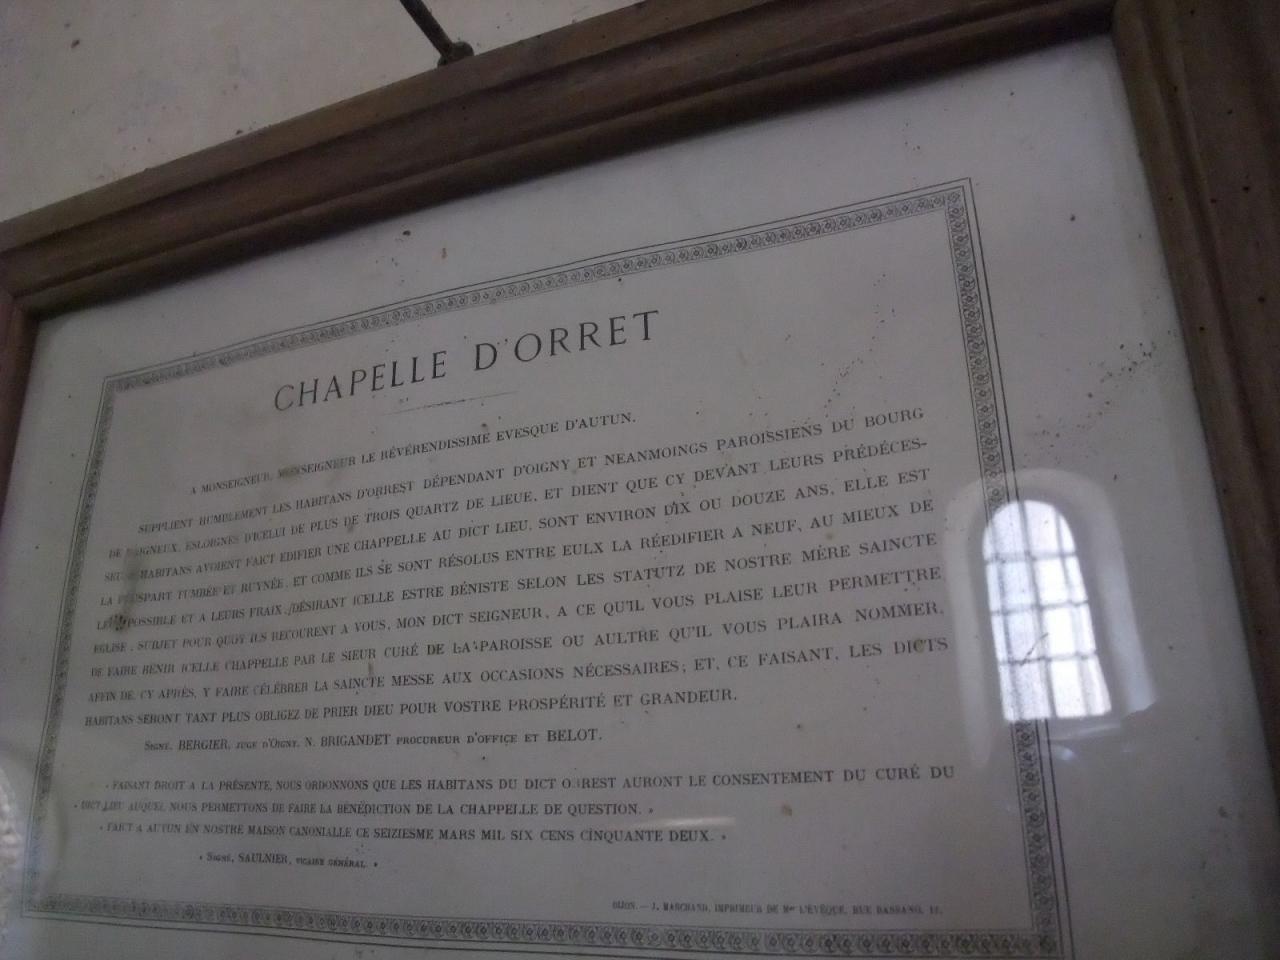 CHAPELLE D'ORRET
A MONSEIGNEUR, MONSEIGNEUR LE RÉVÉRENDISSIME EVESQUE D'AUTUN.
SUPPLIENT HUMBLEMENT LES HABITANS D'ORREST DÉPENDANT D'OIGNY ET NEANMOINGS PAROISSIENS DU BOURG
DE ESLOIGNÉS D'ICELUI DE PLUS DE TROIS QUARTZ DE LIEUE, ET DIENT QUE CY DEVANT LEURS PRÉDÉCES-
SEURS HABITANS AVOIENT FAICT EDIFIER UNE CHAPPELLE AU DICT LIEU, SONT ENVIRON DIX OU DOUZE ANS, ELLE EST
LA PLUSPART TUMBÉE ET RUYNÉE, ET COMME ILS SE SONT RÉSOLUS ENTRE EULX LA RÉEDIFIER A NEUF, AU MIEUX DE
LEUR POSSIBLE ET A LEURS FRAIX, DÉSIRANT ICELLE ESTRE BÉNISTE SELON LES STATUTZ DE NOSTRE MÈRE SAINCTE
EGLISE, SUBJET POUR QUOY ILS RECOURENT A VOUS, MON DICT SEIGNEUR, A CE QU'IL VOUS PLAISE LEUR PERMETTRE
DE FAIRE BÉNIR ICELLE CHAPPELLE PAR LE SIEUR CURÉ DE LA PAROISSE OU AULTRE QU'IL VOUS PLAIRA NOMMER,
AFFIN DE, CY APRÈS, Y FAIRE CÉLÉBRER LA SAINCTE MESSE AUX OCCASIONS NÉCESSAIRES; ET, CE FAISANT, LES DICTS
HABITANS SERONT TANT PLUS OBLIGEZ DE PRIER DIEU POUR VOSTRE PROSPÉRITÉ ET GRANDEUR.
SIGNÉ, BERGIER, JUGE D'OIGNY, N. BRIGANDET PROCUREUR D'OFFICE ET BELOT.
« FAISANT DROIT A LA PRÉSENTE, NOUS ORDONNONS QUE LES HABITANS DU DICT ORREST AURONT LE CONSENTEMENT DU CURÉ DU
« DICT LIEU AUQUEL NOUS PERMETTONS DE FAIRE LA BÉNÉDICTION DE LA CHAPPELLE DE QUESTION. »
« FAICT A AUTUN EN NOSTRE MAISON CANONIALLE CE SEIZIESME MARS MIL SIX CENS CINQUANTE DEUX. »
« SIGNÉ, SAULNIER, VICAIRE GÉNÉRAL. »
DIJON. — J. MARCHAND, IMPRIMEUR DE Mgr L'ÉVÊQUE, RUE BASSANO, 12.